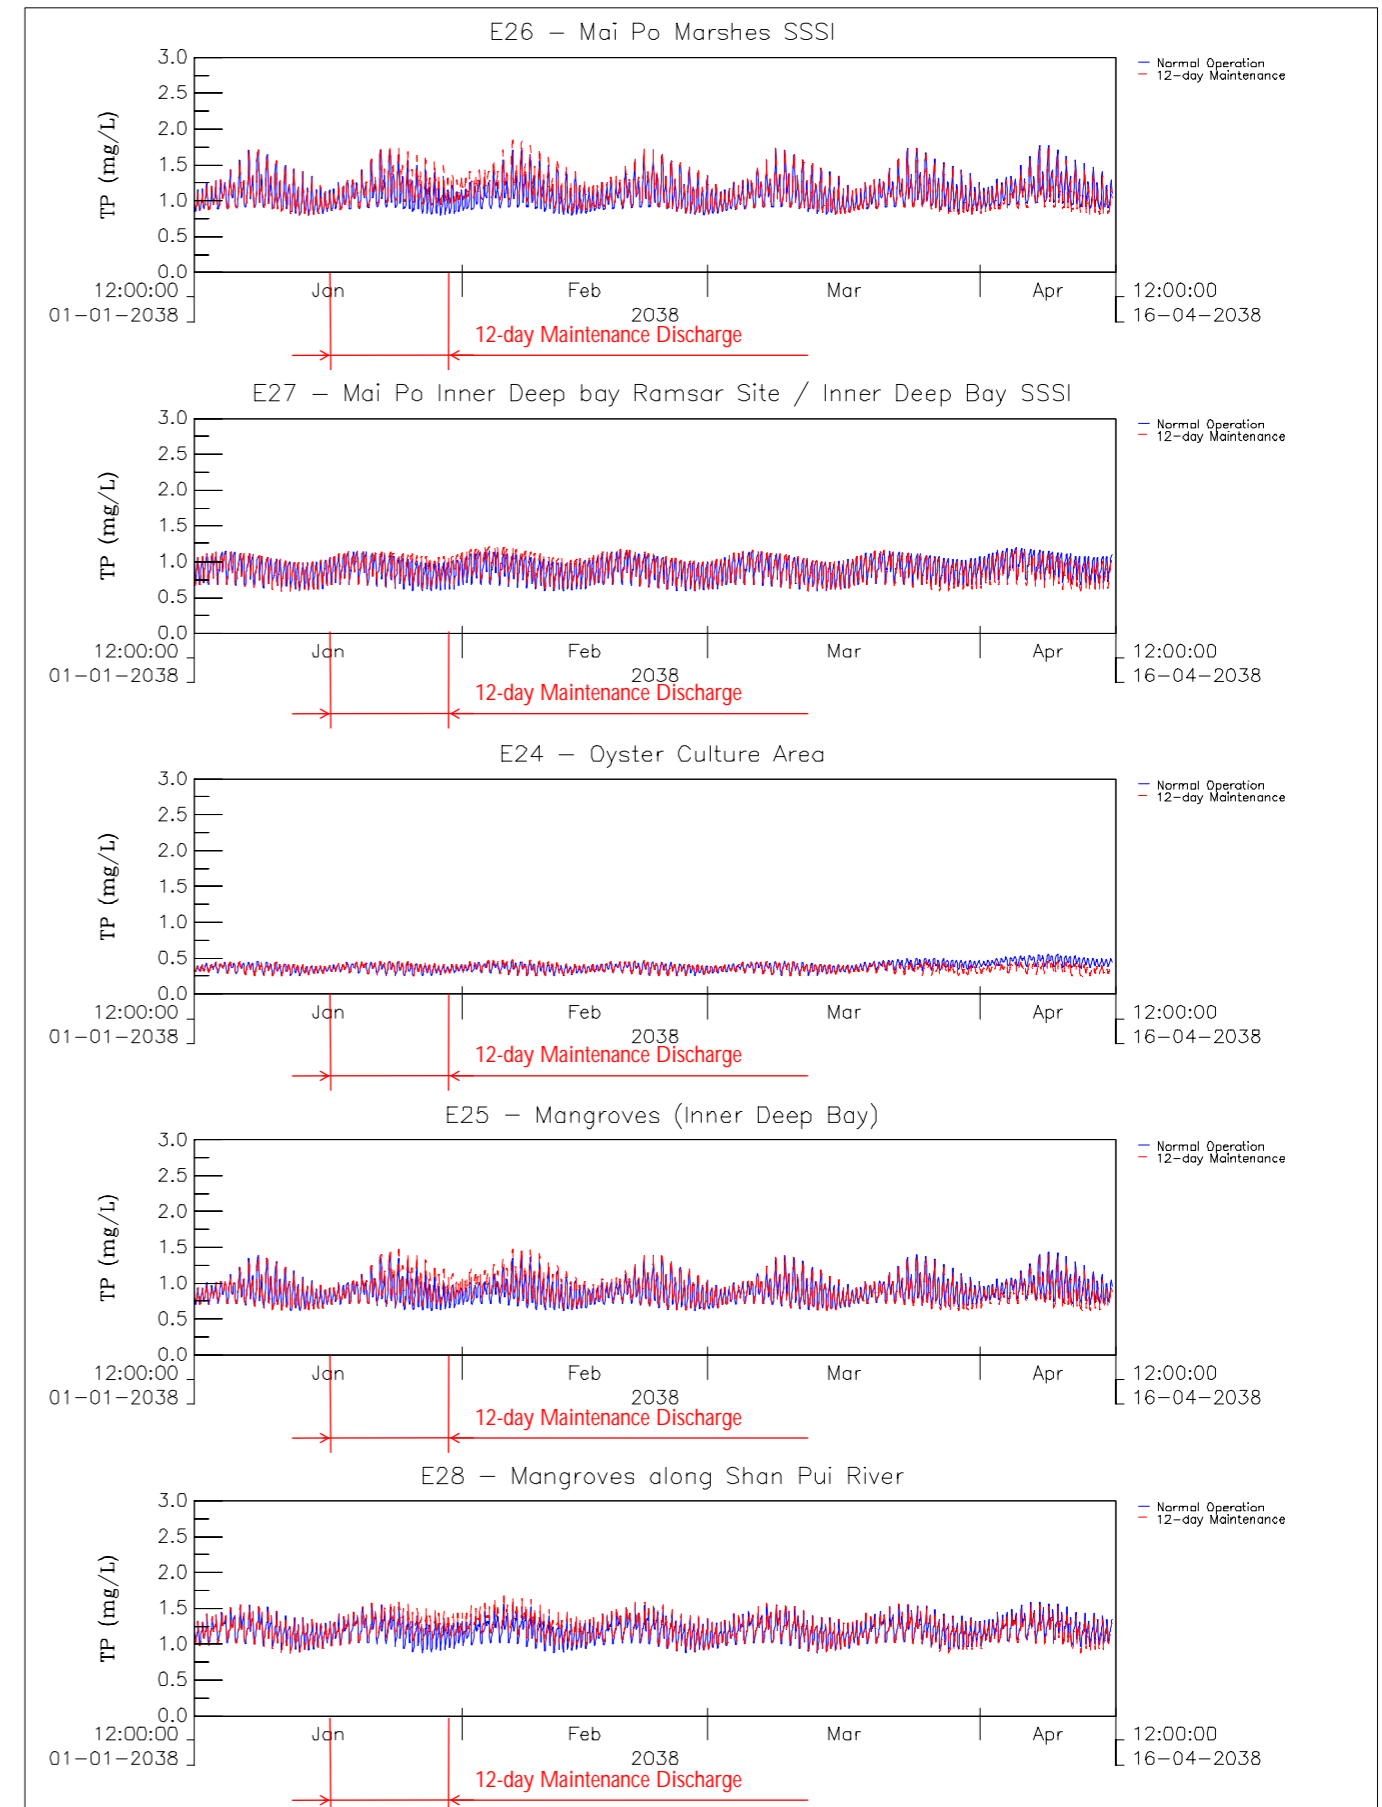 E26 – Mai Po Marshes SSSI
3.0
2.5
2.0
1.5
1.0
0.5
0.0
TP (mg/L)
Normal Operation
12-day Maintenance
12:00:00
01-01-2038
Jan
Feb
Mar
Apr
2038
12:00:00
16-04-2038
12-day Maintenance Discharge
E27 – Mai Po Inner Deep bay Ramsar Site / Inner Deep Bay SSSI
3.0
2.5
2.0
1.5
1.0
0.5
0.0
TP (mg/L)
Normal Operation
12-day Maintenance
12:00:00
01-01-2038
Jan
Feb
Mar
Apr
2038
12:00:00
16-04-2038
12-day Maintenance Discharge
E24 – Oyster Culture Area
3.0
2.5
2.0
1.5
1.0
0.5
0.0
TP (mg/L)
Normal Operation
12-day Maintenance
12:00:00
01-01-2038
Jan
Feb
Mar
Apr
2038
12:00:00
16-04-2038
12-day Maintenance Discharge
E25 – Mangroves (Inner Deep Bay)
3.0
2.5
2.0
1.5
1.0
0.5
0.0
TP (mg/L)
Normal Operation
12-day Maintenance
12:00:00
01-01-2038
Jan
Feb
Mar
Apr
2038
12:00:00
16-04-2038
12-day Maintenance Discharge
E28 – Mangroves along Shan Pui River
3.0
2.5
2.0
1.5
1.0
0.5
0.0
TP (mg/L)
Normal Operation
12-day Maintenance
12:00:00
01-01-2038
Jan
Feb
Mar
Apr
2038
12:00:00
16-04-2038
12-day Maintenance Discharge